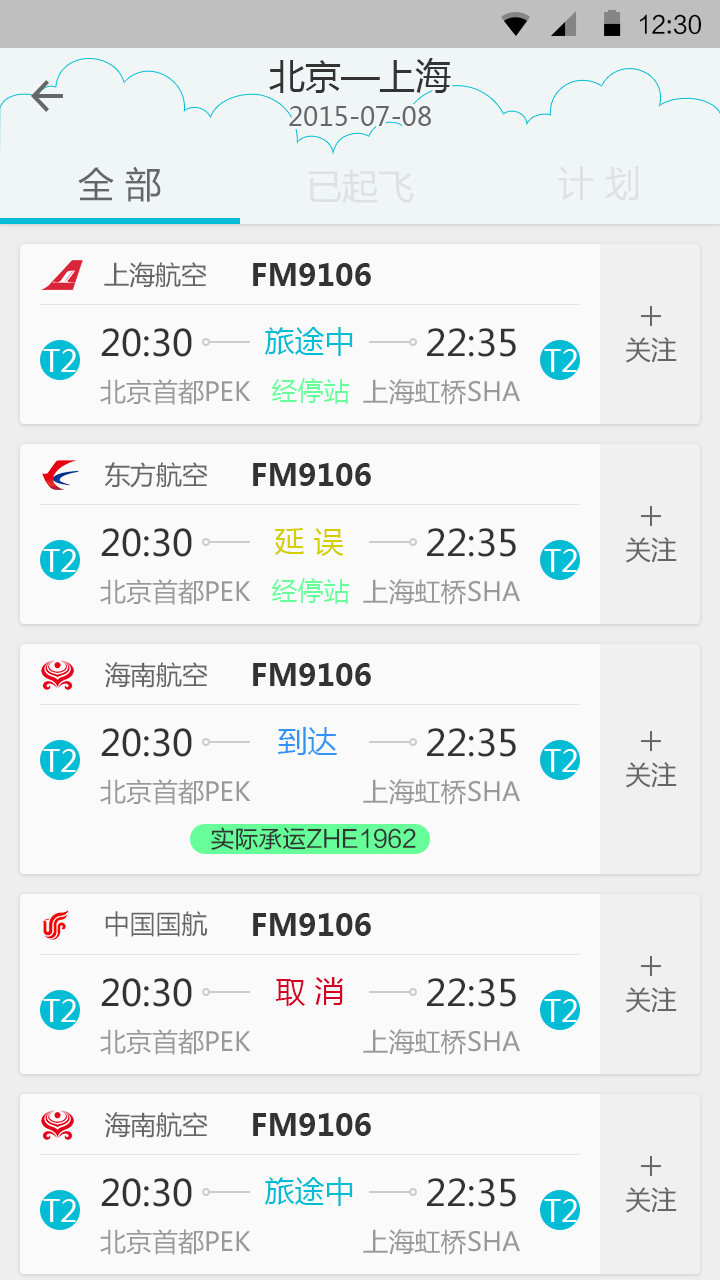 12:30
北京—上海
2015-07-08
全 部 已起飞 计 划
上海航空 FM9106
T2 20:30 旅途中 22:35 T2
北京首都PEK 经停站 上海虹桥SHA
+ 关注
东方航空 FM9106
T2 20:30 延 误 22:35 T2
北京首都PEK 经停站 上海虹桥SHA
+ 关注
海南航空 FM9106
T2 20:30 到达 22:35 T2
北京首都PEK 上海虹桥SHA
实际承运ZHE1962
+ 关注
中国国航 FM9106
T2 20:30 取 消 22:35 T2
北京首都PEK 上海虹桥SHA
+ 关注
海南航空 FM9106
T2 20:30 旅途中 22:35 T2
北京首都PEK 上海虹桥SHA
+ 关注